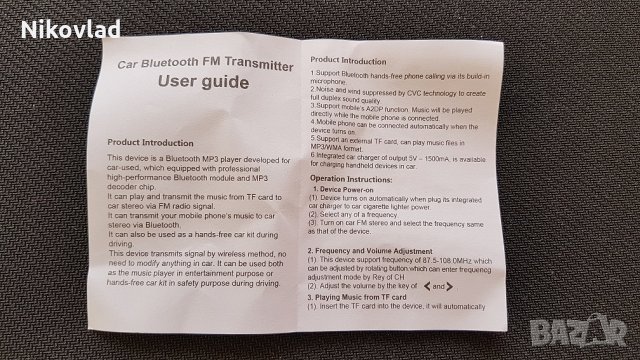 Nikovlad
Car Bluetooth FM Transmitter
User guide
Product Introduction
This device is a Bluetooth MP3 player developed for
car-used, which equipped with professional
high-performance Bluetooth module and MP3
decoder chip.
It can play and transmit the music from TF card to
car stereo via FM radio signal.
It can transmit your mobile phone's music to car
stereo via Bluetooth.
It can also be used as a hands-free car kit during
driving.
This device transmits signal by wireless method, no
need to modify anything in car. It can be used both
as the music player in entertainment purpose or
hands-free car kit in safety purpose during driving.
Product Introduction
1.Support Bluetooth hands-free phone calling via its build-in
microphone.
2.Noise and wind suppressed by CVC technology to create
full duplex sound quality
3.Support mobile's A2DP function. Music will be played
directly while the mobile phone is connected.
4.Mobile phone can be connected automatically when the
device turns on.
5.Support an external TF card, can play music files in
MP3/WMA format.
6.Integrated car charger of output 5V – 1500mA, is available
for charging handheld devices in car.
Operation Instructions:
1. Device Power-on
(1). Device turns on automatically when plug its integrated
car charger to car cigarette lighter power.
(2). Select any of a frequency.
(3). Turn on car FM stereo and select the frequency same
as that of the device.
2. Frequency and Volume Adjustment
(1). This device support frequency of 87.5-108.0MHz which
can be adjusted by rotating button which can enter frequency
adjustment mode by Rey of CH
(2). Adjust the volume by the key of < and >
3. Playing Music from TF card
(1). Insert the TF card into the device, it will automatically
BAZAR